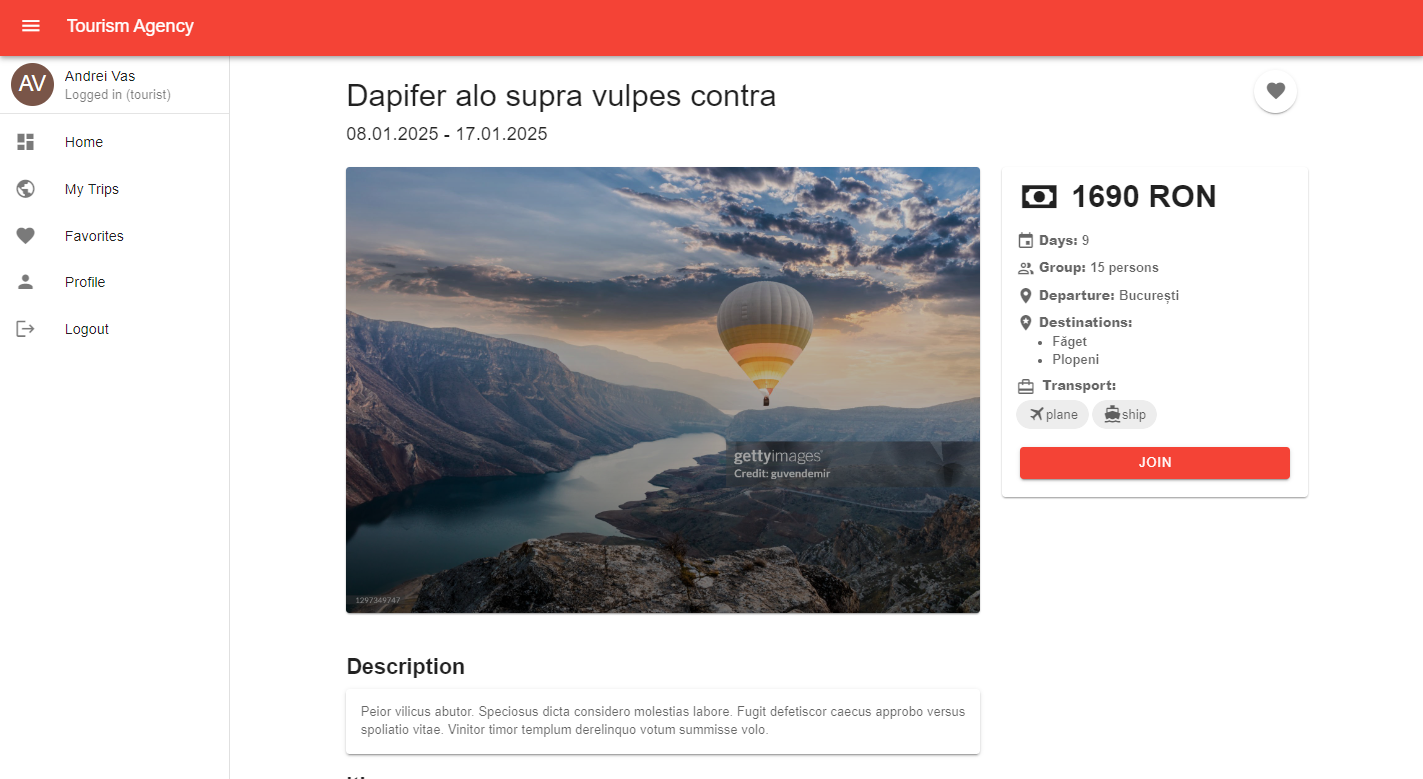 Tourism Agency
AV
Andrei Vas
Logged in (tourist)
Home
My Trips
Favorites
Profile
Logout
Dapifer alo supra vulpes contra
08.01.2025 - 17.01.2025
gettyimages
Credit: guvendemir
1297349747
1690 RON
Days: 9
Group: 15 persons
Departure: București
Destinations:
Făget
Plopeni
Transport:
plane
ship
JOIN
Description
Peior vilicus abutor. Speciosus dicta considero molestias labore. Fugit defetiscor caecus approbo versus
spoliatio vitae. Vinitor timor templum derelinquo votum summisse volo.